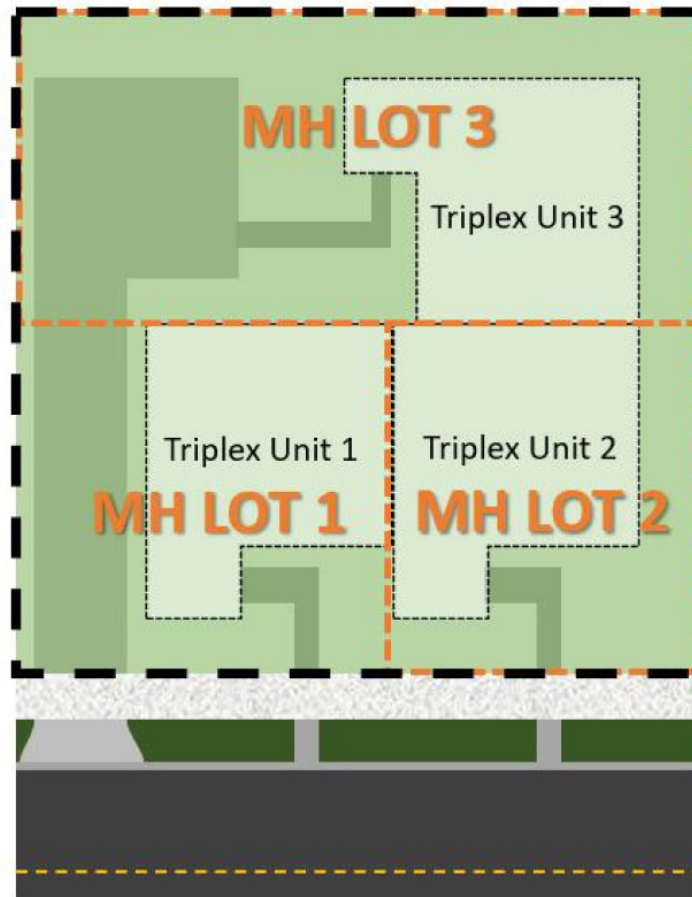 MH LOT 3
Triplex Unit 3
Triplex Unit 1
Triplex Unit 2
MH LOT 1
MH LOT 2